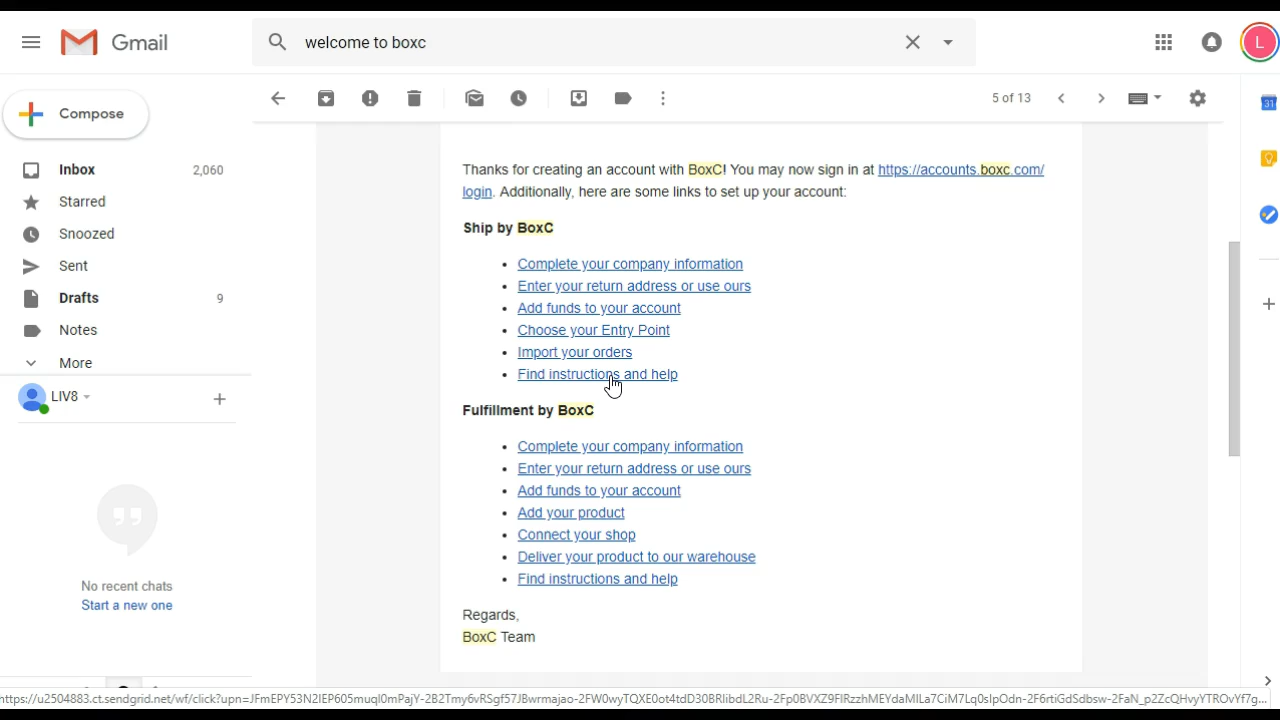 Gmail
welcome to boxc
L
Compose
5 of 13
Inbox 2,060
Starred
Snoozed
Sent
Drafts 9
Notes
More
LIV8
No recent chats
Start a new one
31
Thanks for creating an account with BoxC! You may now sign in at https://accounts.boxc.com/
login. Additionally, here are some links to set up your account:
Ship by BoxC
• Complete your company information
• Enter your return address or use ours
• Add funds to your account
• Choose your Entry Point
• Import your orders
• Find instructions and help
Fulfillment by BoxC
• Complete your company information
• Enter your return address or use ours
• Add funds to your account
• Add your product
• Connect your shop
• Deliver your product to our warehouse
• Find instructions and help
Regards,
BoxC Team